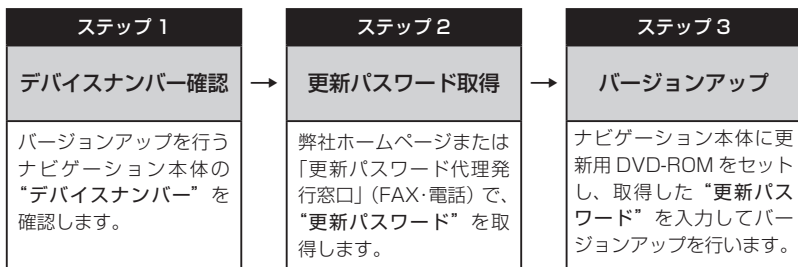 ステップ 1
デバイスナンバー確認
バージョンアップを行う
ナビゲーション本体の
“デバイスナンバー” を
確認します。
→
ステップ 2
更新パスワード取得
弊社ホームページまたは
「更新パスワード代理発
行窓口」(FAX・電話) で、
“更新パスワード” を取
得します。
→
ステップ 3
バージョンアップ
ナビゲーション本体に更
新用 DVD-ROM をセット
し、取得した “更新パス
ワード” を入力してバー
ジョンアップを行います。